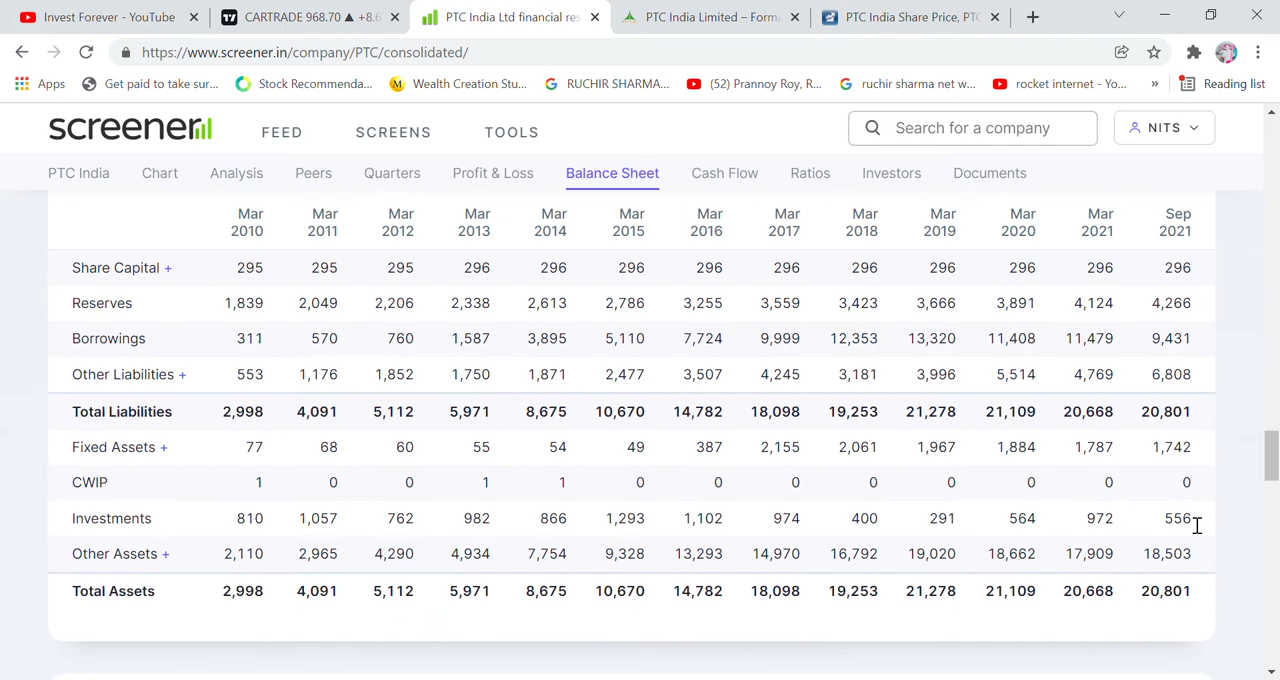 Invest Forever - YouTube
CARTRADE 968.70 ▲ +8.6
PTC India Ltd financial res
PTC India Limited – Forma
PTC India Share Price, PTC
https://www.screener.in/company/PTC/consolidated/
Apps Get paid to take sur... Stock Recommenda... Wealth Creation Stu... RUCHIR SHARMA... (52) Prannoy Roy, R... ruchir sharma net w... rocket internet - Yo... » Reading list
screener FEED SCREENS TOOLS Search for a company NITS
PTC India Chart Analysis Peers Quarters Profit & Loss Balance Sheet Cash Flow Ratios Investors Documents
Mar Mar Mar Mar Mar Mar Mar Mar Mar Mar Mar Mar Sep
2010 2011 2012 2013 2014 2015 2016 2017 2018 2019 2020 2021 2021
Share Capital + 295 295 295 296 296 296 296 296 296 296 296 296 296
Reserves 1,839 2,049 2,206 2,338 2,613 2,786 3,255 3,559 3,423 3,666 3,891 4,124 4,266
Borrowings 311 570 760 1,587 3,895 5,110 7,724 9,999 12,353 13,320 11,408 11,479 9,431
Other Liabilities + 553 1,176 1,852 1,750 1,871 2,477 3,507 4,245 3,181 3,996 5,514 4,769 6,808
Total Liabilities 2,998 4,091 5,112 5,971 8,675 10,670 14,782 18,098 19,253 21,278 21,109 20,668 20,801
Fixed Assets + 77 68 60 55 54 49 387 2,155 2,061 1,967 1,884 1,787 1,742
CWIP 1 0 0 1 1 0 0 0 0 0 0 0 0
Investments 810 1,057 762 982 866 1,293 1,102 974 400 291 564 972 556
Other Assets + 2,110 2,965 4,290 4,934 7,754 9,328 13,293 14,970 16,792 19,020 18,662 17,909 18,503
Total Assets 2,998 4,091 5,112 5,971 8,675 10,670 14,782 18,098 19,253 21,278 21,109 20,668 20,801